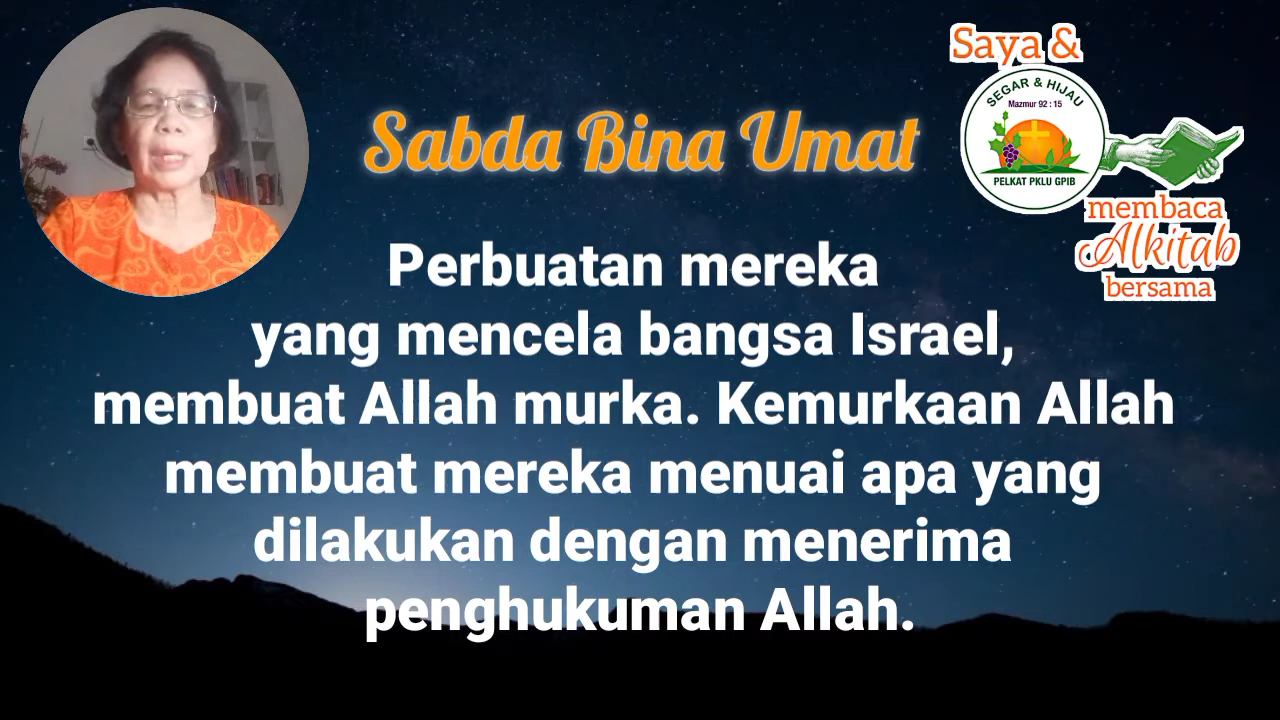 Saya &
SEGAR & HIJAU
Mazmur 92 : 15
PELKAT PKLU GPIB
membaca
Alkitab
bersama
Sabda Bina Umat
Perbuatan mereka
yang mencela bangsa Israel,
membuat Allah murka. Kemurkaan Allah
membuat mereka menuai apa yang
dilakukan dengan menerima
penghukuman Allah.